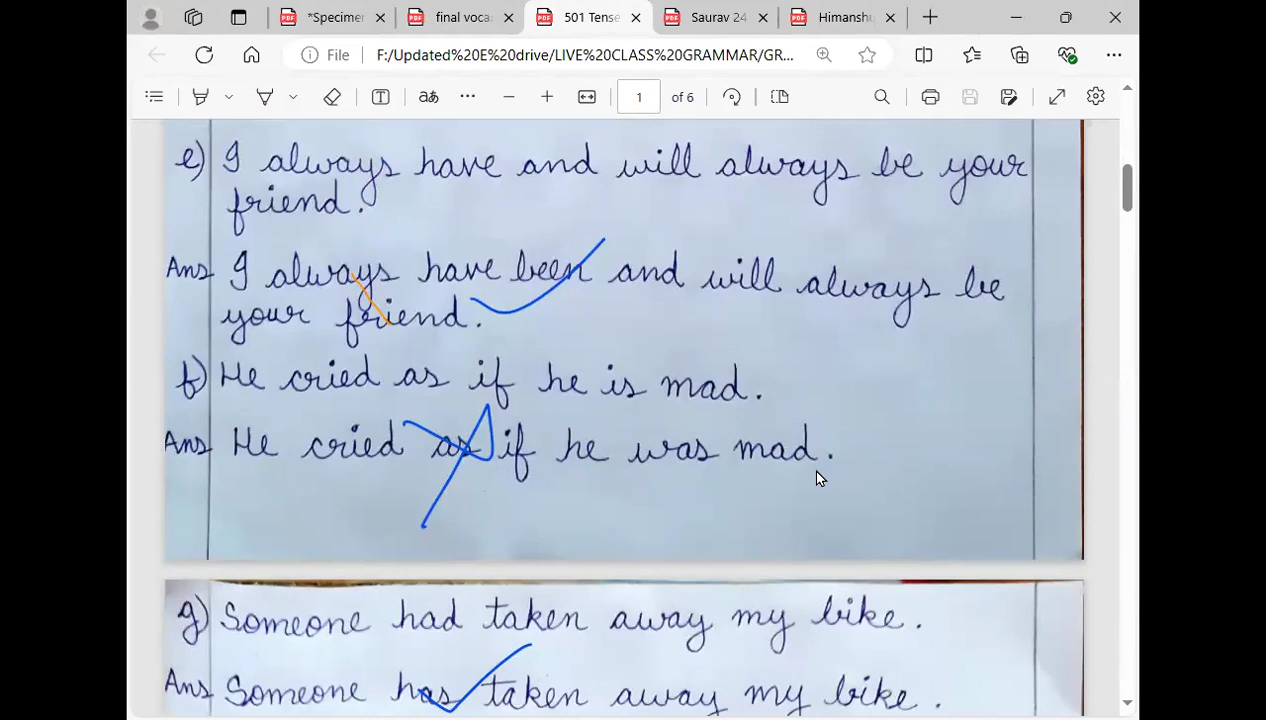 *Specimen
final voca
501 Tense
Saurav 24
Himanshu
File
F:/Updated%20E%20drive/LIVE%20CLASS%20GRAMMAR/GR...
aあ
1 of 6
e) I always have and will always be your
friend.
Ans I always have been and will always be
your friend.
f) He cried as if he is mad.
Ans He cried as if he was mad.
g) Someone had taken away my bike.
Ans Someone has taken away my bike.